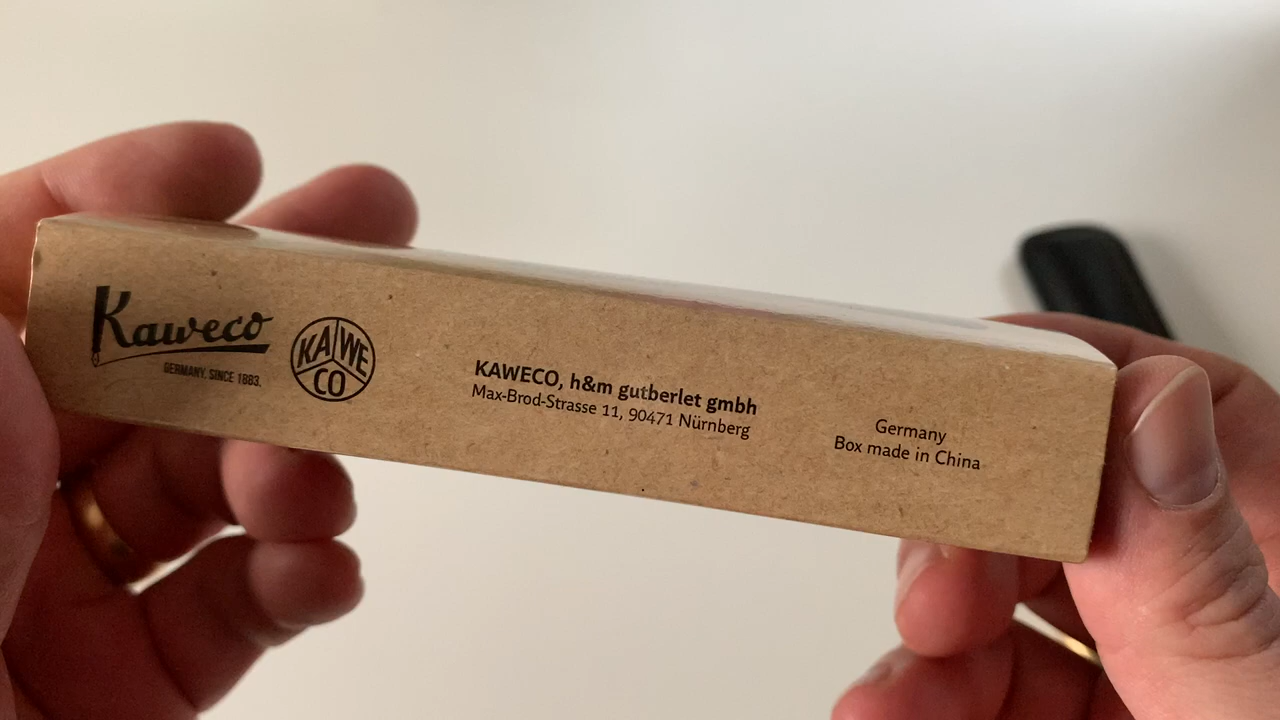 Kaweco
GERMANY. SINCE 1883.
KA WE
CO
KAWECO, h&m gutberlet gmbh
Max-Brod-Strasse 11, 90471 Nürnberg
Germany
Box made in China